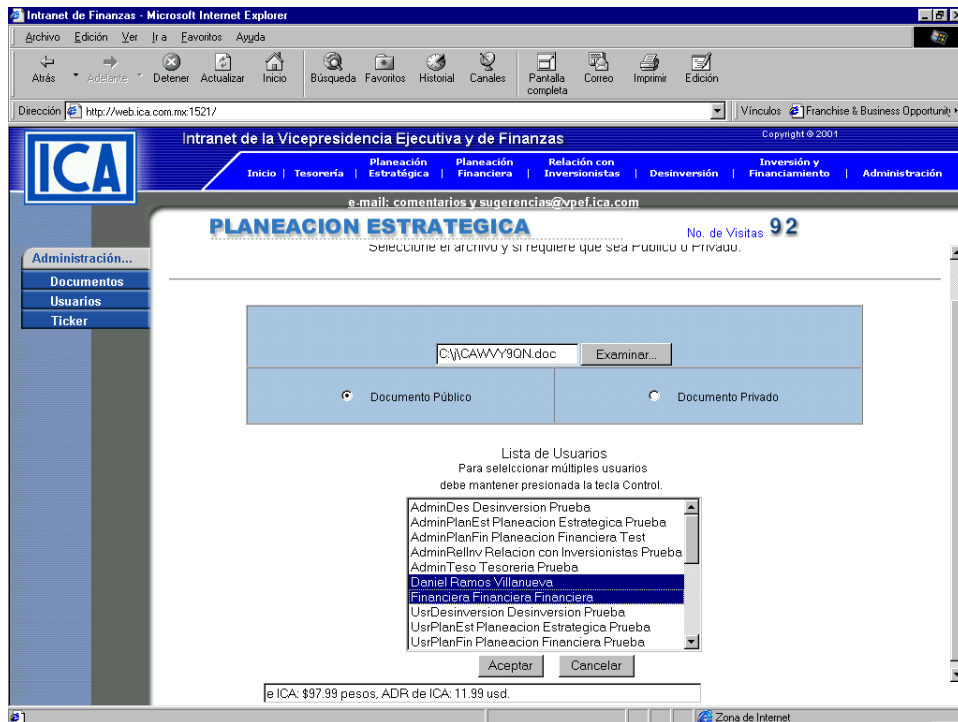 Intranet de Finanzas - Microsoft Internet Explorer
Archivo Edición Ver Ir a Favoritos Ayuda
Atrás Adelante Detener Actualizar Inicio Búsqueda Favoritos Historial Canales Pantalla completa Correo Imprimir Edición
Dirección http://web.ica.com.mx:1521/ Vínculos Franchise & Business Opportunity
ICA
Intranet de la Vicepresidencia Ejecutiva y de Finanzas
Copyright © 2001
Inicio | Tesorería | Planeación Estratégica | Planeación Financiera | Relación con Inversionistas | Desinversión | Inversión y Financiamiento | Administración
e-mail: comentarios y sugerencias@vpef.ica.com
PLANEACION ESTRATEGICA
No. de Visitas 92
Seleccione el archivo y si requiere que sea Publico o Privado.
Administración...
Documentos
Usuarios
Ticker
C:\j\CAWVY9QN.doc Examinar...
Documento Público Documento Privado
Lista de Usuarios
Para selelccionar múltiples usuarios
debe mantener presionada la tecla Control.
AdminDes Desinversion Prueba
AdminPlanEst Planeacion Estrategica Prueba
AdminPlanFin Planeacion Financiera Test
AdminRelInv Relacion con Inversionistas Prueba
AdminTeso Tesoreria Prueba
Daniel Ramos Villanueva
Financiera Financiera Financiera
UsrDesinversion Desinversion Prueba
UsrPlanEst Planeacion Estrategica Prueba
UsrPlanFin Planeacion Financiera Prueba
Aceptar Cancelar
e ICA: $97.99 pesos, ADR de ICA: 11.99 usd.
Zona de Internet